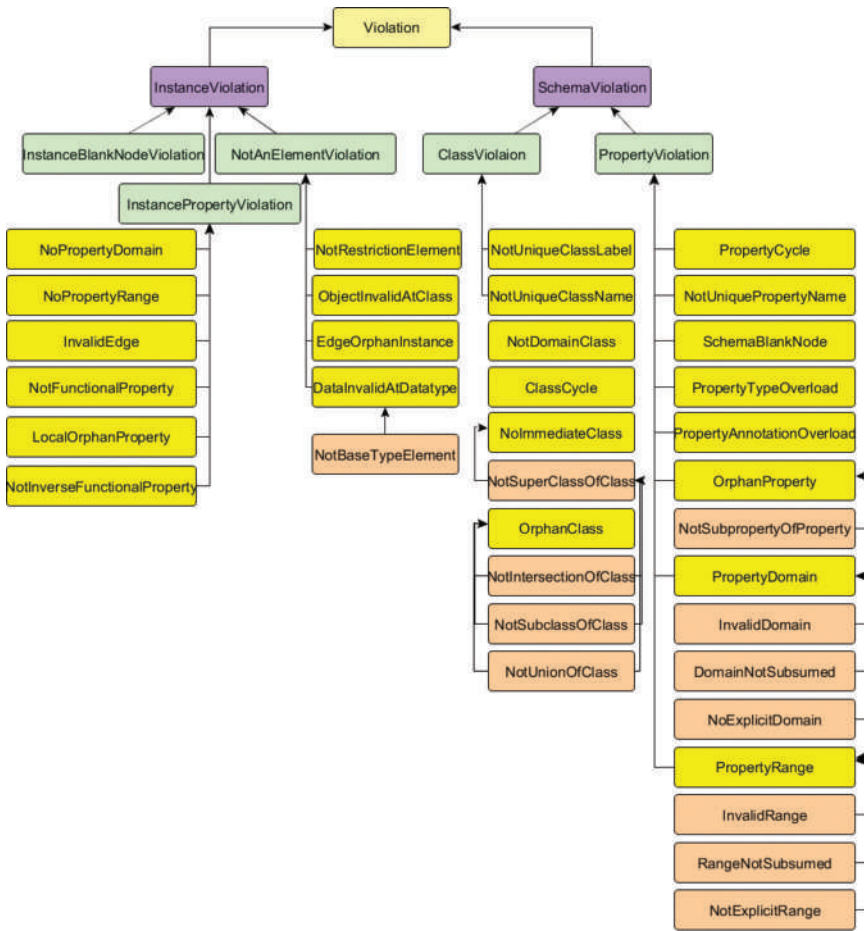 Violation
InstanceViolation
SchemaViolation
InstanceBlankNodeViolation
NotAnElementViolation
ClassViolaion
PropertyViolation
InstancePropertyViolation
NoPropertyDomain
NoPropertyRange
InvalidEdge
NotFunctionalProperty
LocalOrphanProperty
NotInverseFunctionalProperty
NotRestrictionElement
ObjectInvalidAtClass
EdgeOrphanInstance
DataInvalidAtDatatype
NotBaseTypeElement
NotUniqueClassLabel
NotUniqueClassName
NotDomainClass
ClassCycle
NoImmediateClass
NotSuperClassOfClass
OrphanClass
NotIntersectionOfClass
NotSubclassOfClass
NotUnionOfClass
PropertyCycle
NotUniquePropertyName
SchemaBlankNode
PropertyTypeOverload
PropertyAnnotationOverload
OrphanProperty
NotSubpropertyOfProperty
PropertyDomain
InvalidDomain
DomainNotSubsumed
NoExplicitDomain
PropertyRange
InvalidRange
RangeNotSubsumed
NotExplicitRange